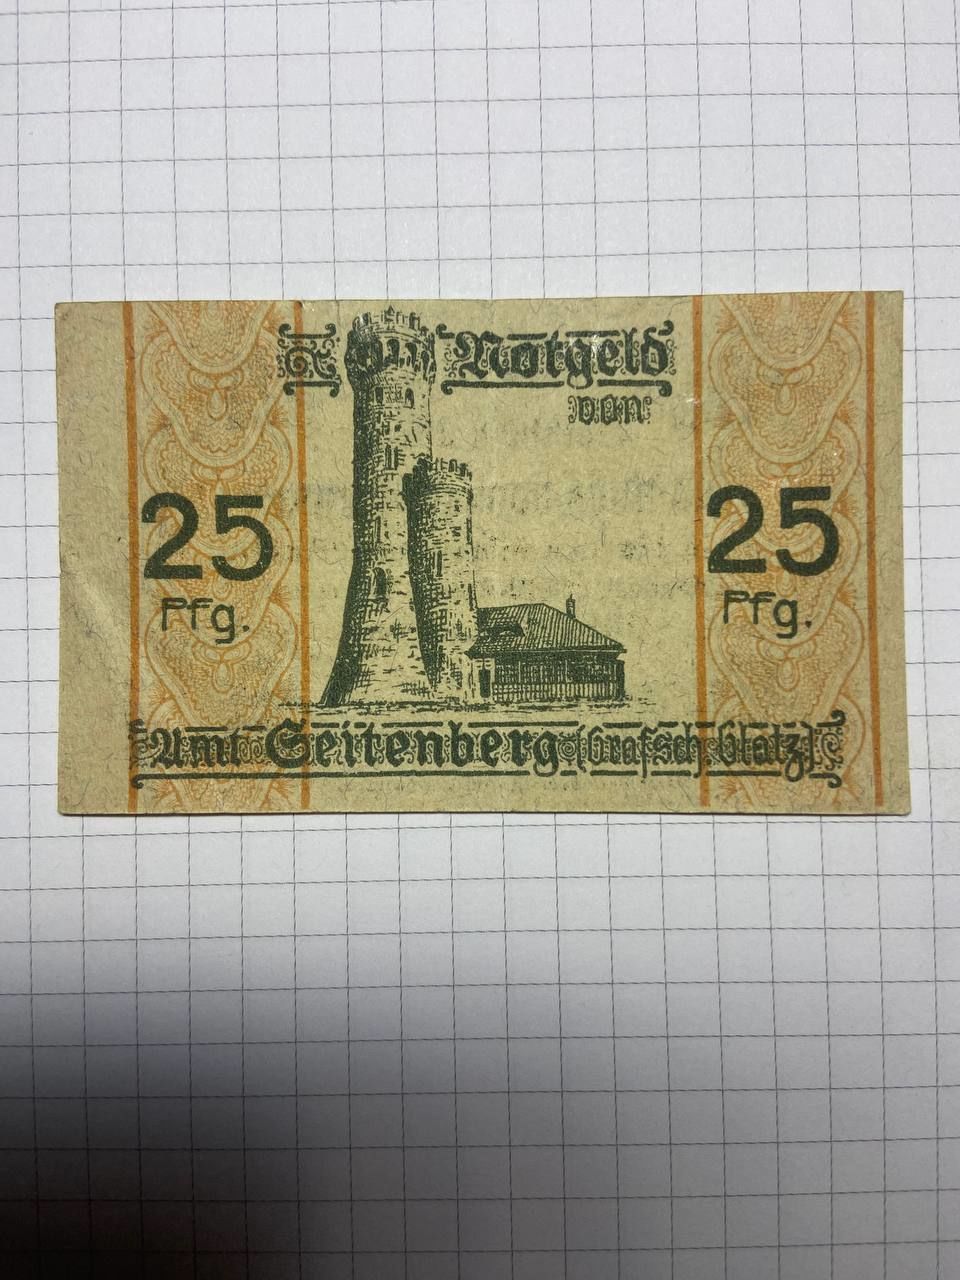 Notgeld
von
25 25
Pfg. Pfg.
Amt Seitenberg (Grafsch. Glatz)